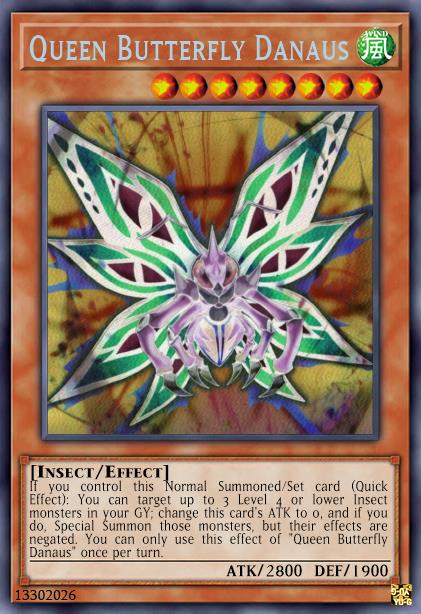 Queen Butterfly Danaus
WIND
風
[Insect/Effect]
If you control this Normal Summoned/Set card (Quick
Effect): You can target up to 3 Level 4 or lower Insect
monsters in your GY; change this card's ATK to 0, and if you
do, Special Summon those monsters, but their effects are
negated. You can only use this effect of "Queen Butterfly
Danaus" once per turn.
ATK/2800 DEF/1900
13302026